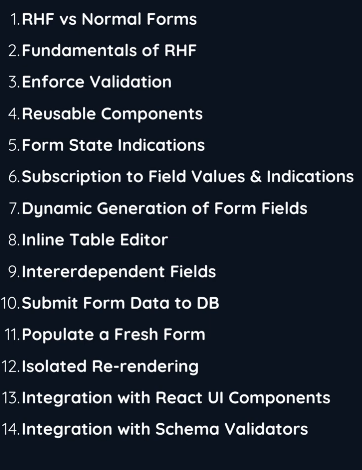 1. RHF vs Normal Forms
2. Fundamentals of RHF
3. Enforce Validation
4. Reusable Components
5. Form State Indications
6. Subscription to Field Values & Indications
7. Dynamic Generation of Form Fields
8. Inline Table Editor
9. Intererdependent Fields
10. Submit Form Data to DB
11. Populate a Fresh Form
12. Isolated Re-rendering
13. Integration with React UI Components
14. Integration with Schema Validators